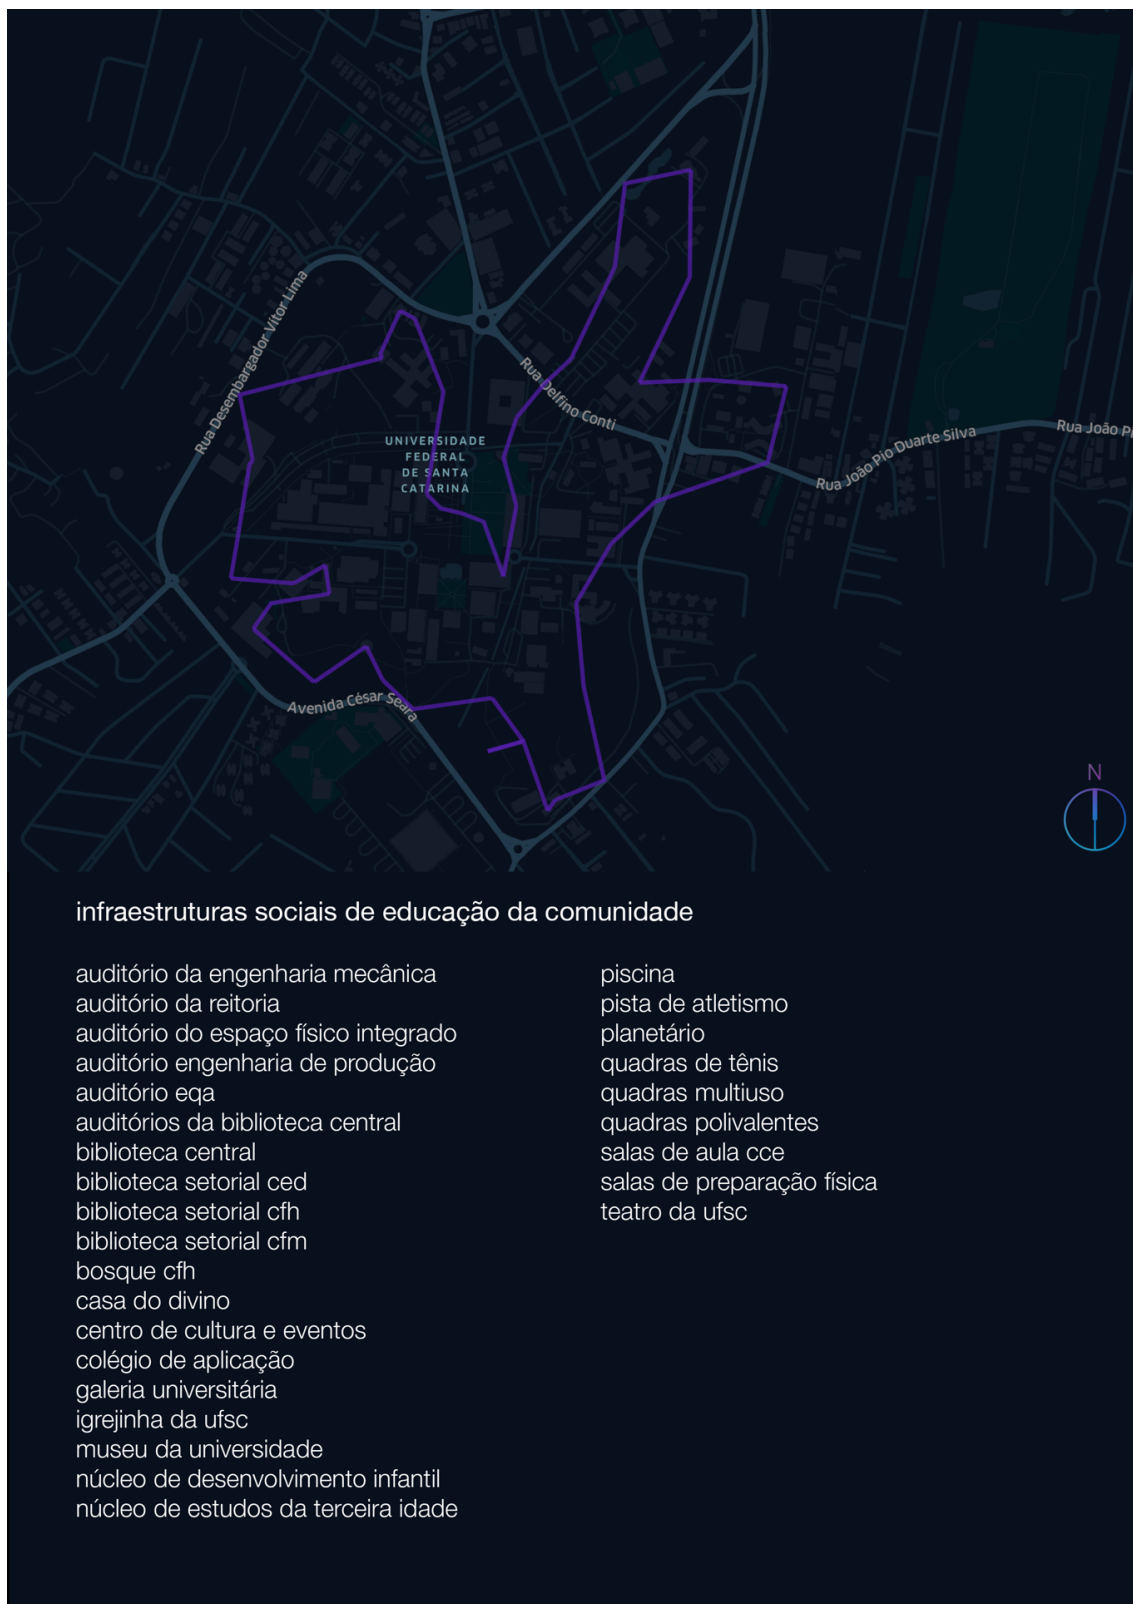 Rua Desembargador Vitor Lima
Rua Delfino Conti
UNIVERSIDADE
FEDERAL
DE SANTA
CATARINA
Rua João Pio Duarte Silva
Rua João Pi
Avenida César Seara
N
infraestruturas sociais de educação da comunidade
auditório da engenharia mecânica
auditório da reitoria
auditório do espaço físico integrado
auditório engenharia de produção
auditório eqa
auditórios da biblioteca central
biblioteca central
biblioteca setorial ced
biblioteca setorial cfh
biblioteca setorial cfm
bosque cfh
casa do divino
centro de cultura e eventos
colégio de aplicação
galeria universitária
igrejinha da ufsc
museu da universidade
núcleo de desenvolvimento infantil
núcleo de estudos da terceira idade
piscina
pista de atletismo
planetário
quadras de tênis
quadras multiuso
quadras polivalentes
salas de aula cce
salas de preparação física
teatro da ufsc